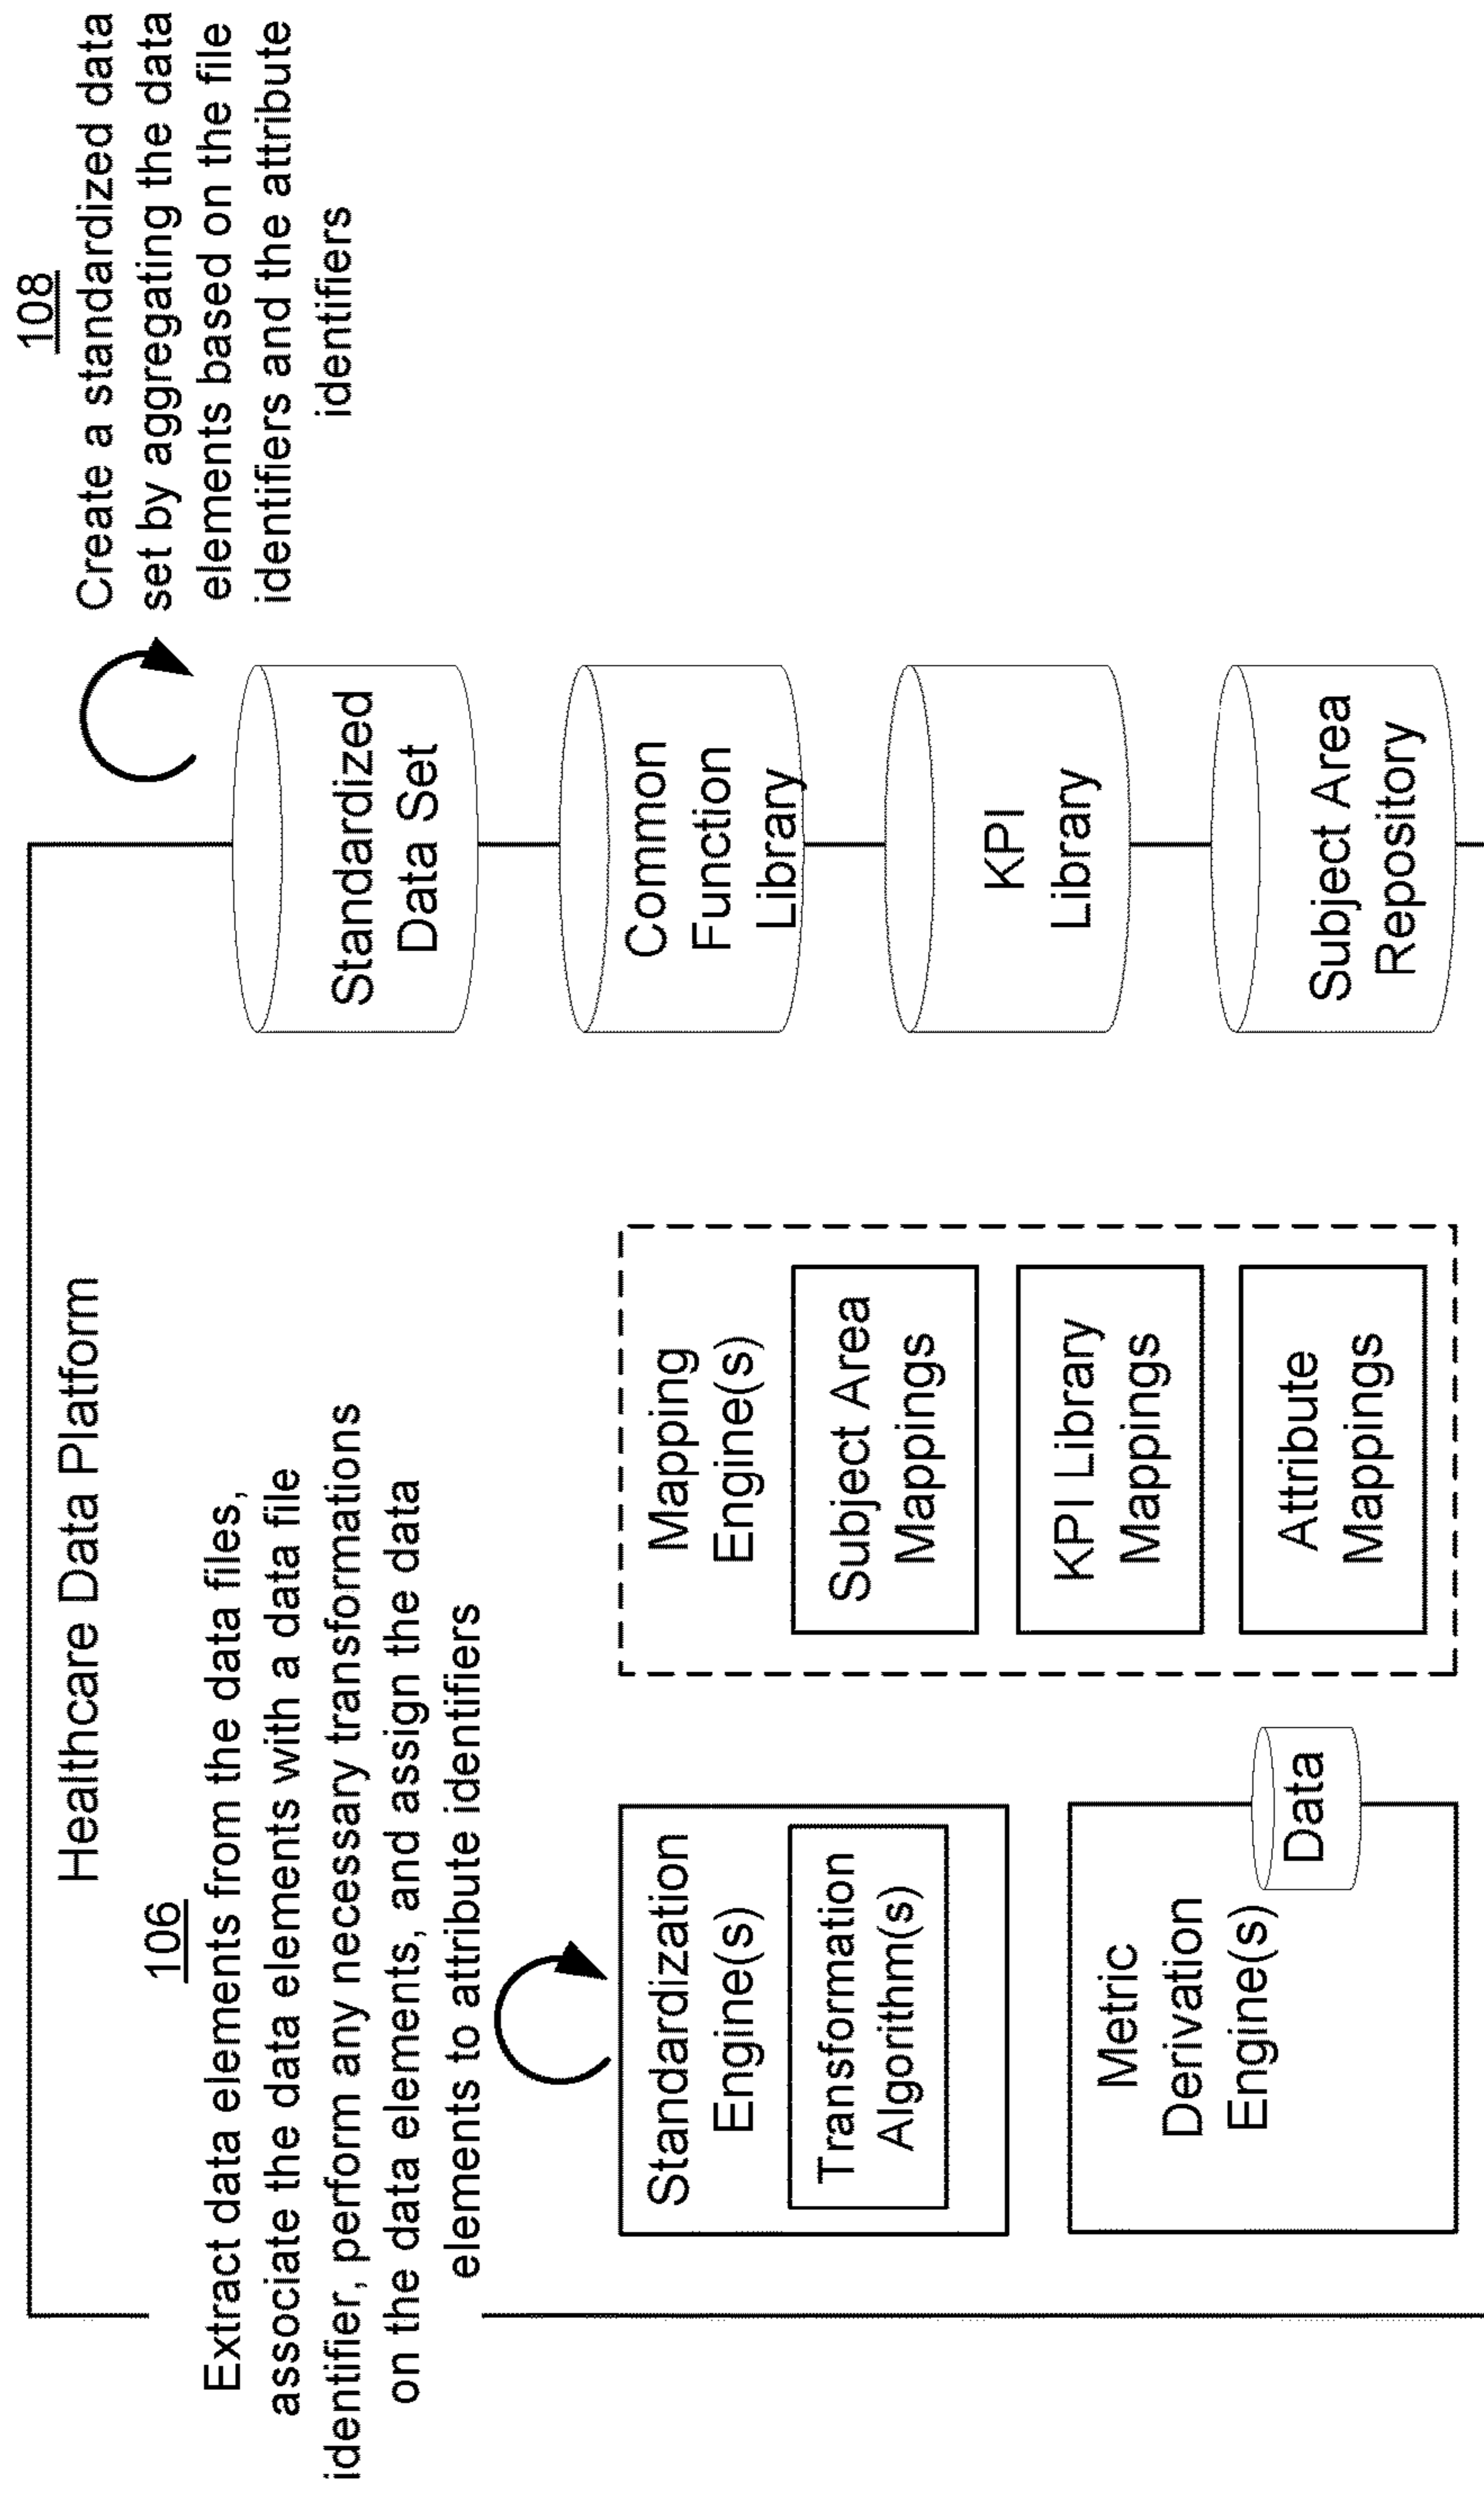 Healthcare Data Platform
106
Extract data elements from the data files,
associate the data elements with a data file
identifier, perform any necessary transformations
on the data elements, and assign the data
elements to attribute identifiers
108
Create a standardized data
set by aggregating the data
elements based on the file
identifiers and the attribute
identifiers
Standardization
Engine(s)
Transformation
Algorithm(s)
Metric
Derivation
Engine(s)
Data
Mapping
Engine(s)
Subject Area
Mappings
KPI Library
Mappings
Attribute
Mappings
Standardized
Data Set
Common
Function
Library
KPI
Library
Subject Area
Repository